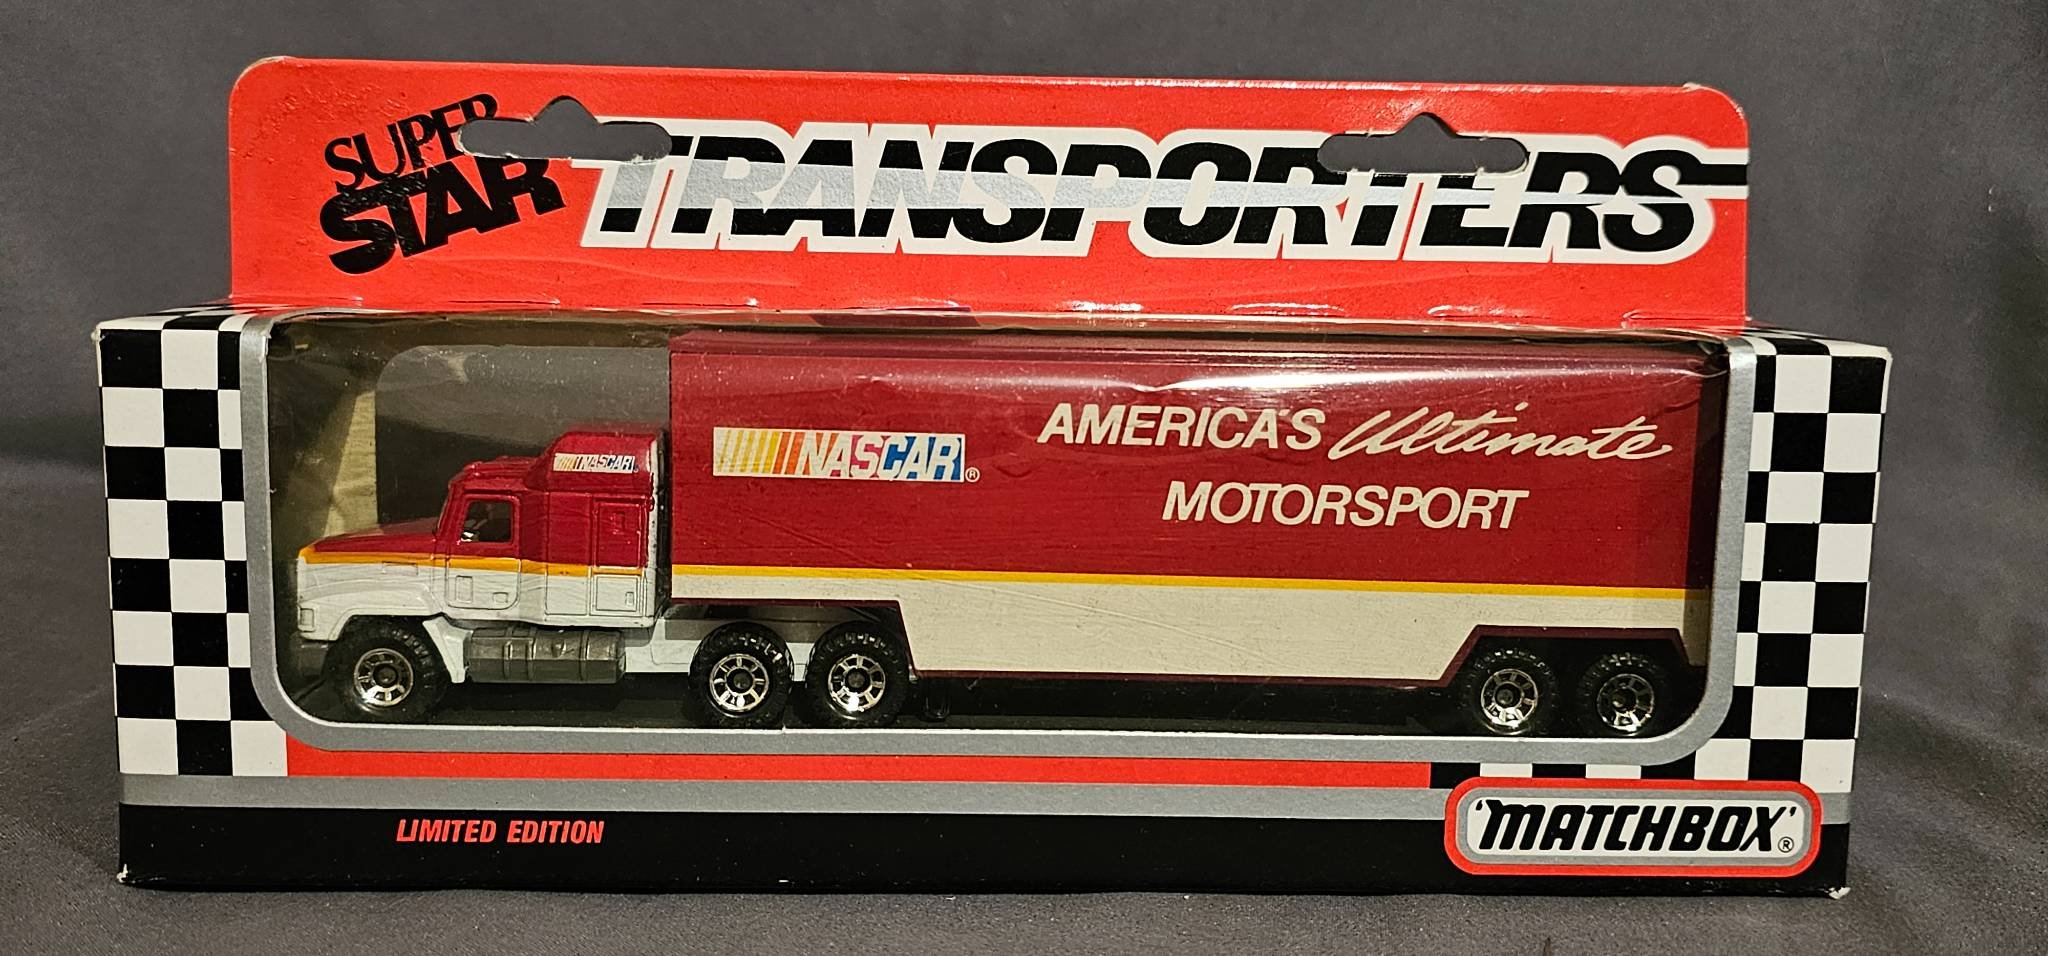 SUPER
STAR TRANSPORTERS
NASCAR
NASCAR®
AMERICA'S Ultimate
MOTORSPORT
LIMITED EDITION
'MATCHBOX'®